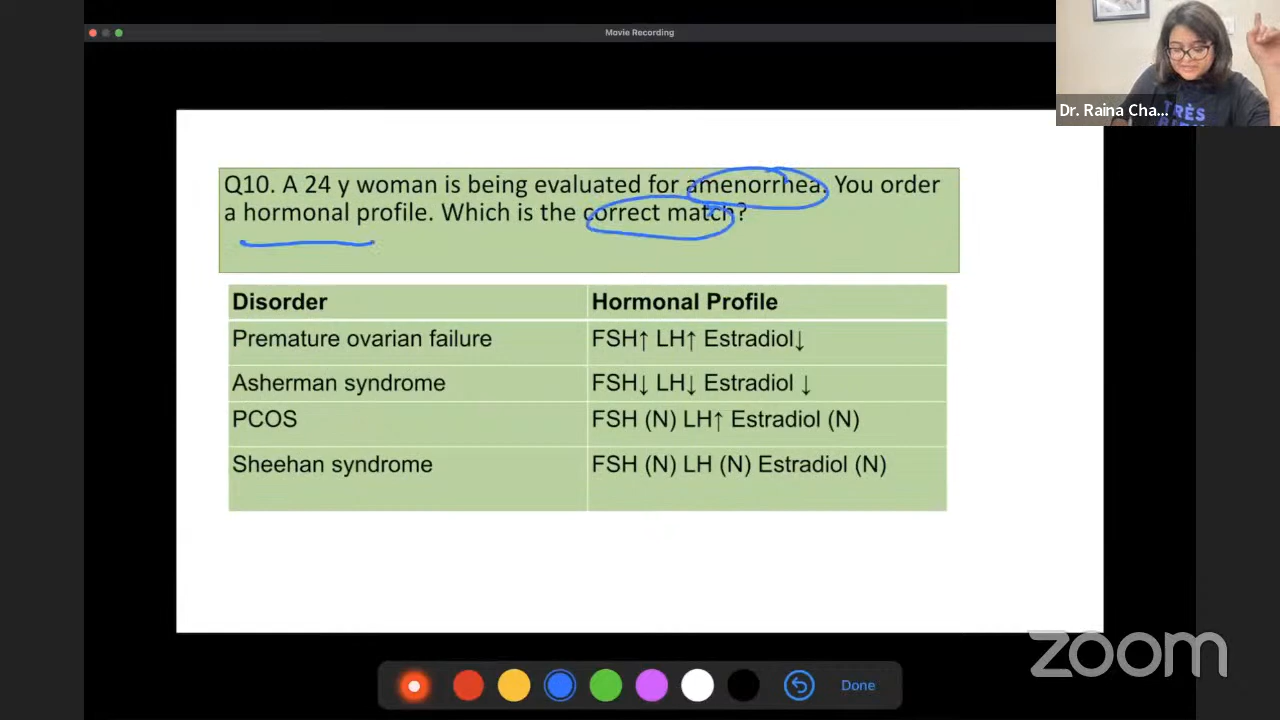 Movie Recording
Dr. Raina Cha...
Q10. A 24 y woman is being evaluated for amenorrhea. You order
a hormonal profile. Which is the correct match?
Disorder Hormonal Profile
Premature ovarian failure FSH↑ LH↑ Estradiol↓
Asherman syndrome FSH↓ LH↓ Estradiol ↓
PCOS FSH (N) LH↑ Estradiol (N)
Sheehan syndrome FSH (N) LH (N) Estradiol (N)
zoom
Done